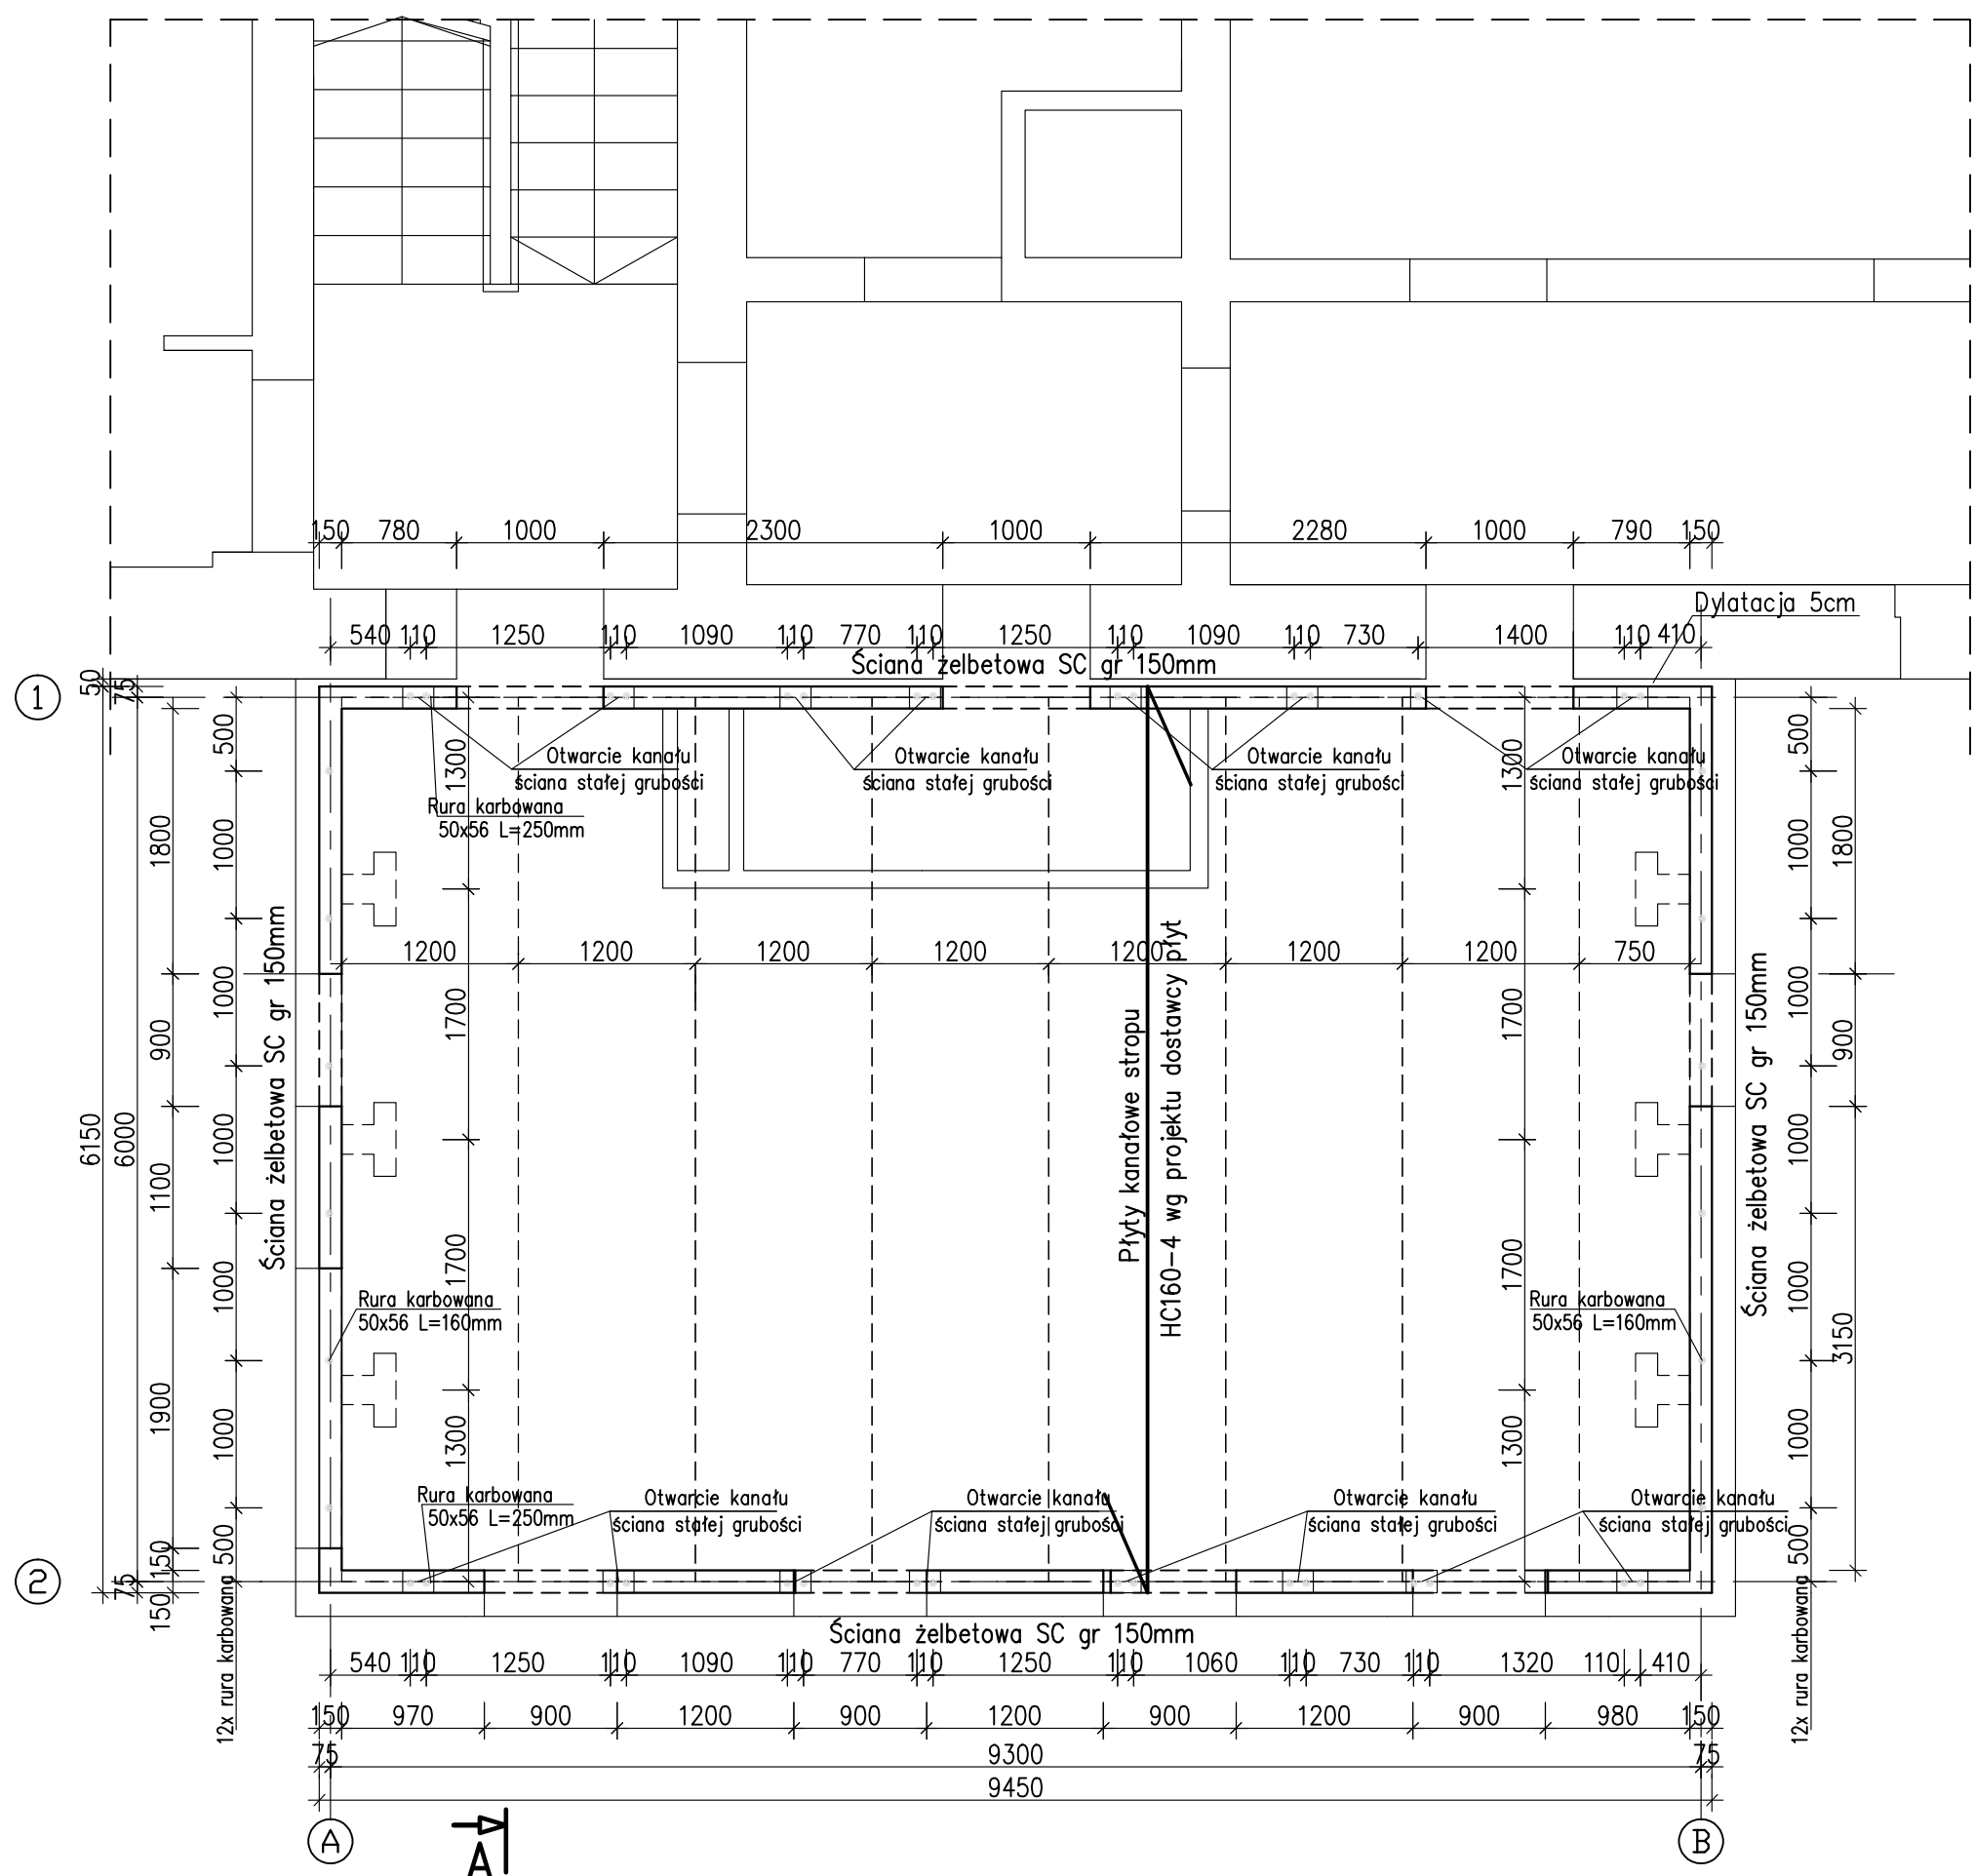 150 780 1000 2300 1000 2280 1000 790 150
Dylatacja 5cm
540 110 1250 110 1090 110 770 110 1250 110 1090 110 730 1400 110 410
Ściana żelbetowa SC gr 150mm
1
50
75
Otwarcie kanału
ściana stałej grubości
Otwarcie kanału
ściana stałej grubości
Otwarcie kanału
ściana stałej grubości
Otwarcie kanału
ściana stałej grubości
Rura karbowana
50x56 L=250mm
6150
6000
1800
900
1100
1900
150
150
75
500
1000
1000
1000
1000
1000
500
12x rura karbowana
Ściana żelbetowa SC gr 150mm
1300
1700
1700
1300
1200 1200 1200 1200 1200 1200 1200 750
Płyty kanałowe stropu
HC160-4 wg projektu dostawcy płyt
1300
1700
1700
1300
Ściana żelbetowa SC gr 150mm
500
1000
1000
1000
1000
1000
500
12x rura karbowana
1800
900
3150
Rura karbowana
50x56 L=160mm
Rura karbowana
50x56 L=160mm
Rura karbowana
50x56 L=250mm
Otwarcie kanału
ściana stałej grubości
Otwarcie kanału
ściana stałej grubości
Otwarcie kanału
ściana stałej grubości
Otwarcie kanału
ściana stałej grubości
2
Ściana żelbetowa SC gr 150mm
540 110 1250 110 1090 110 770 110 1250 110 1060 110 730 110 1320 110 410
150 970 900 1200 900 1200 900 1200 900 980 150
75 9300 75
9450
A B
A